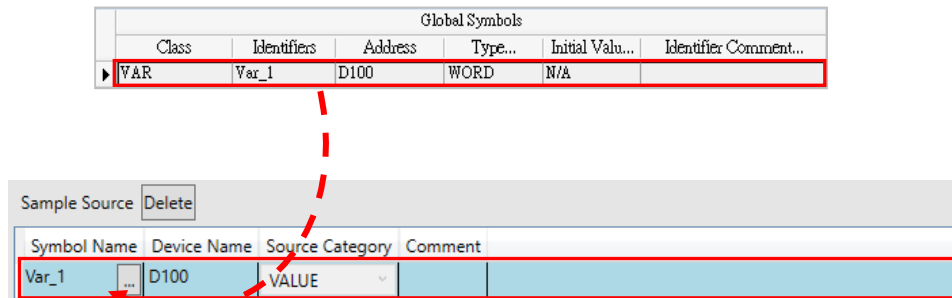 Global Symbols
Class Identifiers Address Type... Initial Valu... Identifier Comment...
VAR Var_1 D100 WORD N/A
Sample Source Delete
Symbol Name Device Name Source Category Comment
Var_1 ... D100 VALUE